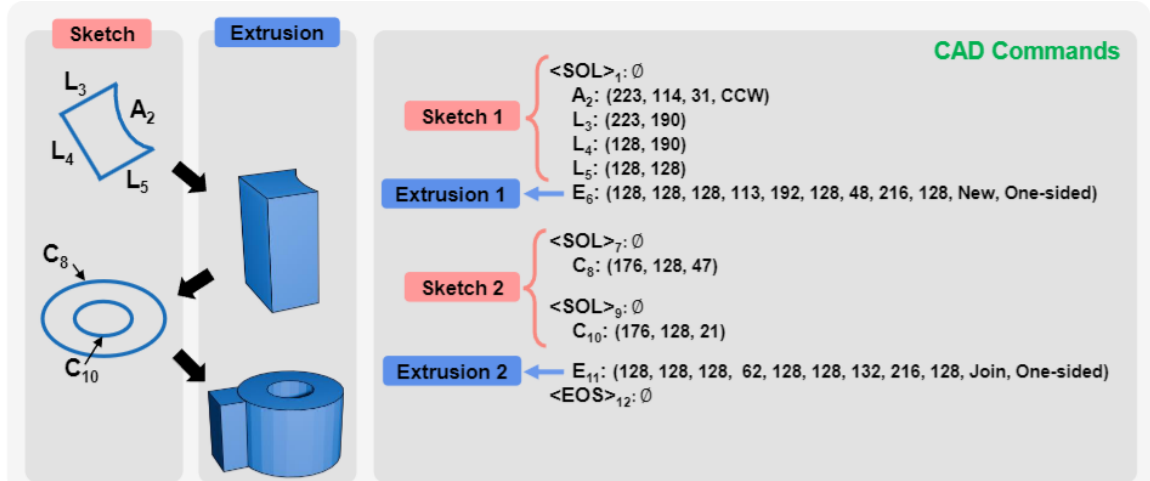 Sketch
Extrusion
CAD Commands
L3
A2
L4
L5
C8
C10
Sketch 1
<SOL>1: ∅
A2: (223, 114, 31, CCW)
L3: (223, 190)
L4: (128, 190)
L5: (128, 128)
Extrusion 1
E6: (128, 128, 128, 113, 192, 128, 48, 216, 128, New, One-sided)
Sketch 2
<SOL>7: ∅
C8: (176, 128, 47)
<SOL>9: ∅
C10: (176, 128, 21)
Extrusion 2
E11: (128, 128, 128, 62, 128, 128, 132, 216, 128, Join, One-sided)
<EOS>12: ∅